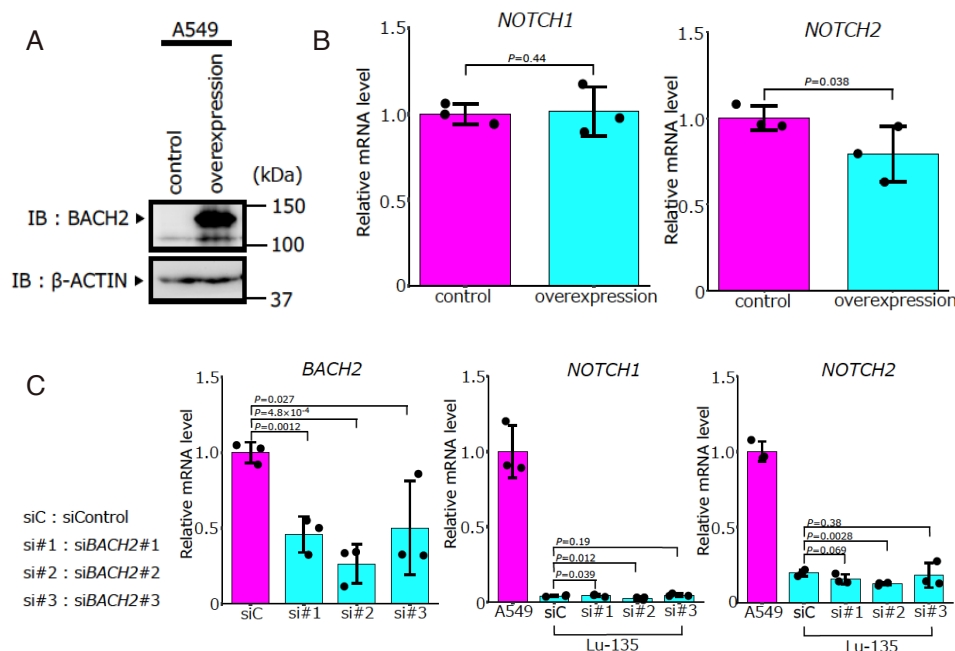 A
A549
control
overexpression
(kDa)
IB : BACH2
150
100
IB : β-ACTIN
37
B
NOTCH1
Relative mRNA level
1.5
1.0
0.5
0
P=0.44
control
overexpression
NOTCH2
Relative mRNA level
1.5
1.0
0.5
0
P=0.038
control
overexpression
C
siC : siControl
si#1 : siBACH2#1
si#2 : siBACH2#2
si#3 : siBACH2#3
BACH2
Relative mRNA level
1.5
1.0
0.5
0
P=0.027
P=4.8×10⁻⁴
P=0.0012
siC si#1 si#2 si#3
NOTCH1
Relative mRNA level
1.5
1.0
0.5
0
P=0.19
P=0.012
P=0.039
A549 siC si#1 si#2 si#3
Lu-135
NOTCH2
Relative mRNA level
1.5
1.0
0.5
0
P=0.38
P=0.0028
P=0.069
A549 siC si#1 si#2 si#3
Lu-135